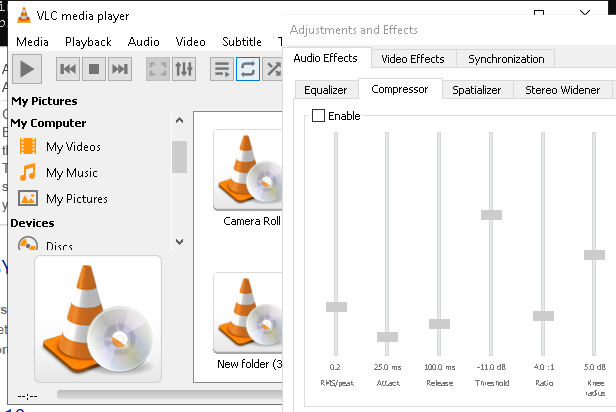 VLC media player
Media Playback Audio Video Subtitle
My Pictures
My Computer
My Videos
My Music
My Pictures
Devices
Discs
Camera Roll
New folder (3
--:--
Adjustments and Effects
Audio Effects Video Effects Synchronization
Equalizer Compressor Spatializer Stereo Widener
Enable
0.2 25.0 ms 100.0 ms -11.0 dB 4.0 :1 5.0 dB
RMS/peak Attack Release Threshold Ratio Knee
radius